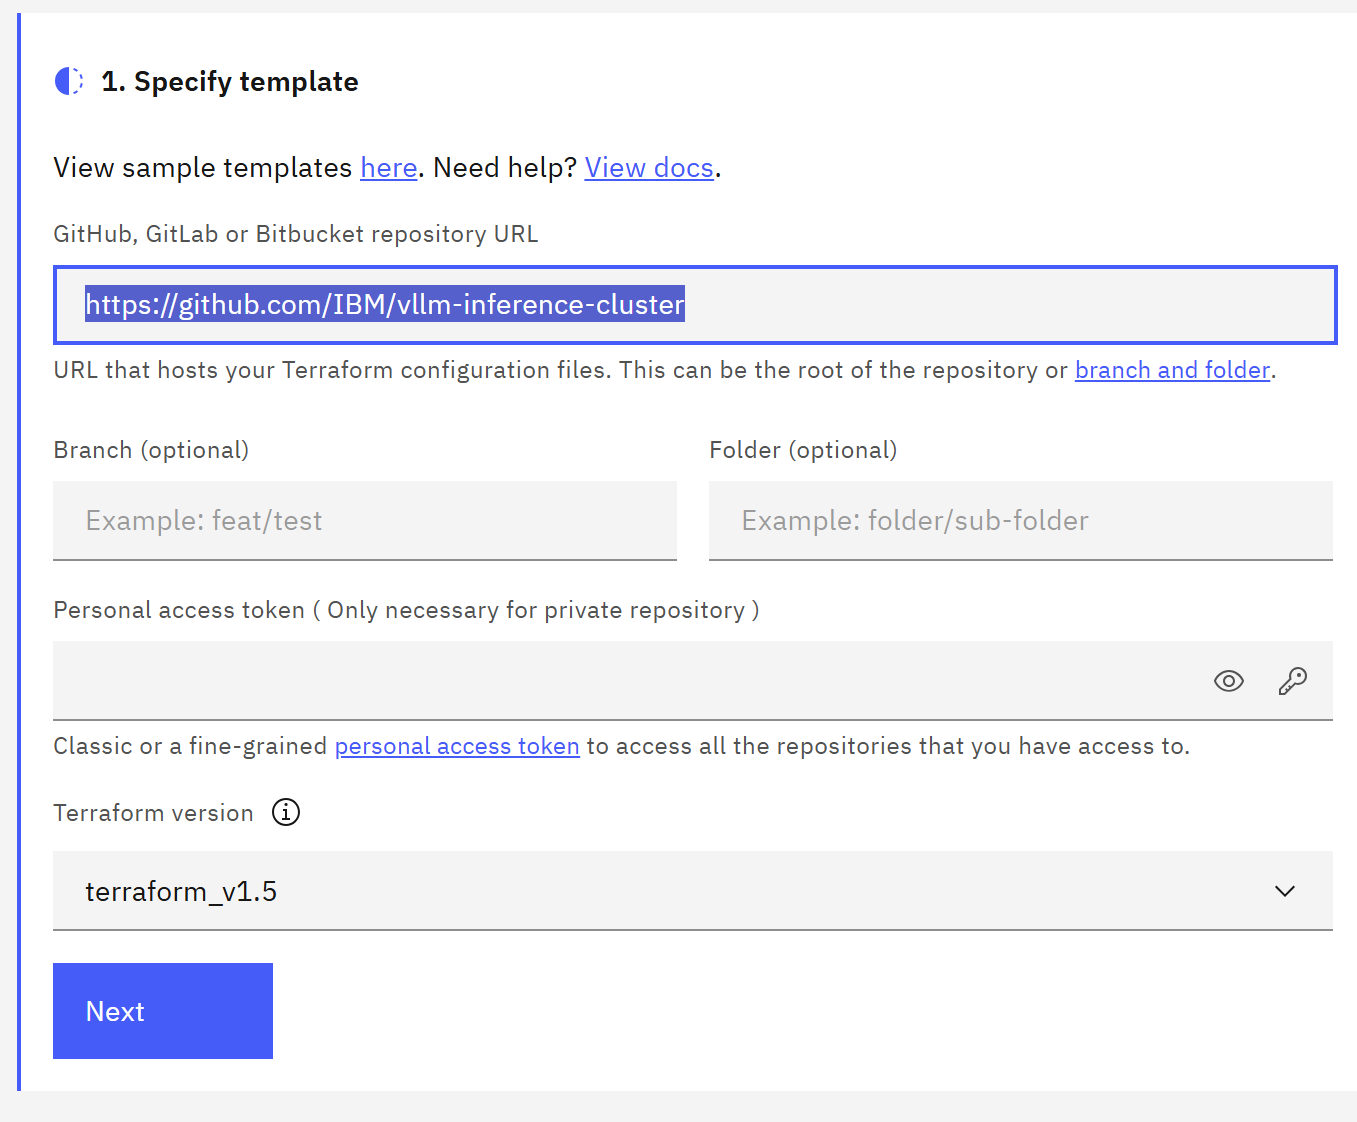 1. Specify template
View sample templates here. Need help? View docs.
GitHub, GitLab or Bitbucket repository URL
https://github.com/IBM/vllm-inference-cluster
URL that hosts your Terraform configuration files. This can be the root of the repository or branch and folder.
Branch (optional)
Folder (optional)
Example: feat/test
Example: folder/sub-folder
Personal access token ( Only necessary for private repository )
Classic or a fine-grained personal access token to access all the repositories that you have access to.
Terraform version
terraform_v1.5
Next